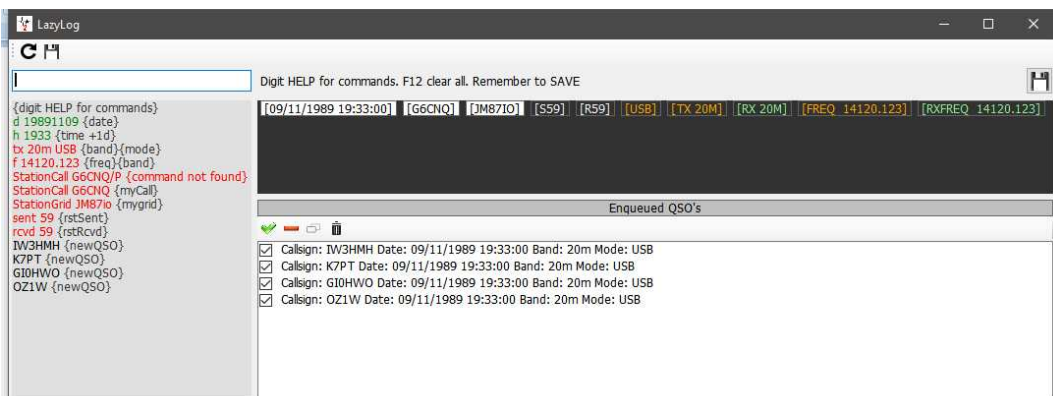 LazyLog
Digit HELP for commands. F12 clear all. Remember to SAVE
{digit HELP for commands}
d 19891109 {date}
h 1933 {time +1d}
tx 20m USB {band}{mode}
f 14120.123 {freq}{band}
StationCall G6CNQ/P {command not found}
StationCall G6CNQ {myCall}
StationGrid JM87io {mygrid}
sent 59 {rstSent}
rcvd 59 {rstRcvd}
IW3HMH {newQSO}
K7PT {newQSO}
GI0HWO {newQSO}
OZ1W {newQSO}
[09/11/1989 19:33:00] [G6CNQ] [JM87IO] [S59] [R59] [USB] [TX 20M] [RX 20M] [FREQ 14120.123] [RXFREQ 14120.123]
Enqueued QSO's
Callsign: IW3HMH Date: 09/11/1989 19:33:00 Band: 20m Mode: USB
Callsign: K7PT Date: 09/11/1989 19:33:00 Band: 20m Mode: USB
Callsign: GI0HWO Date: 09/11/1989 19:33:00 Band: 20m Mode: USB
Callsign: OZ1W Date: 09/11/1989 19:33:00 Band: 20m Mode: USB